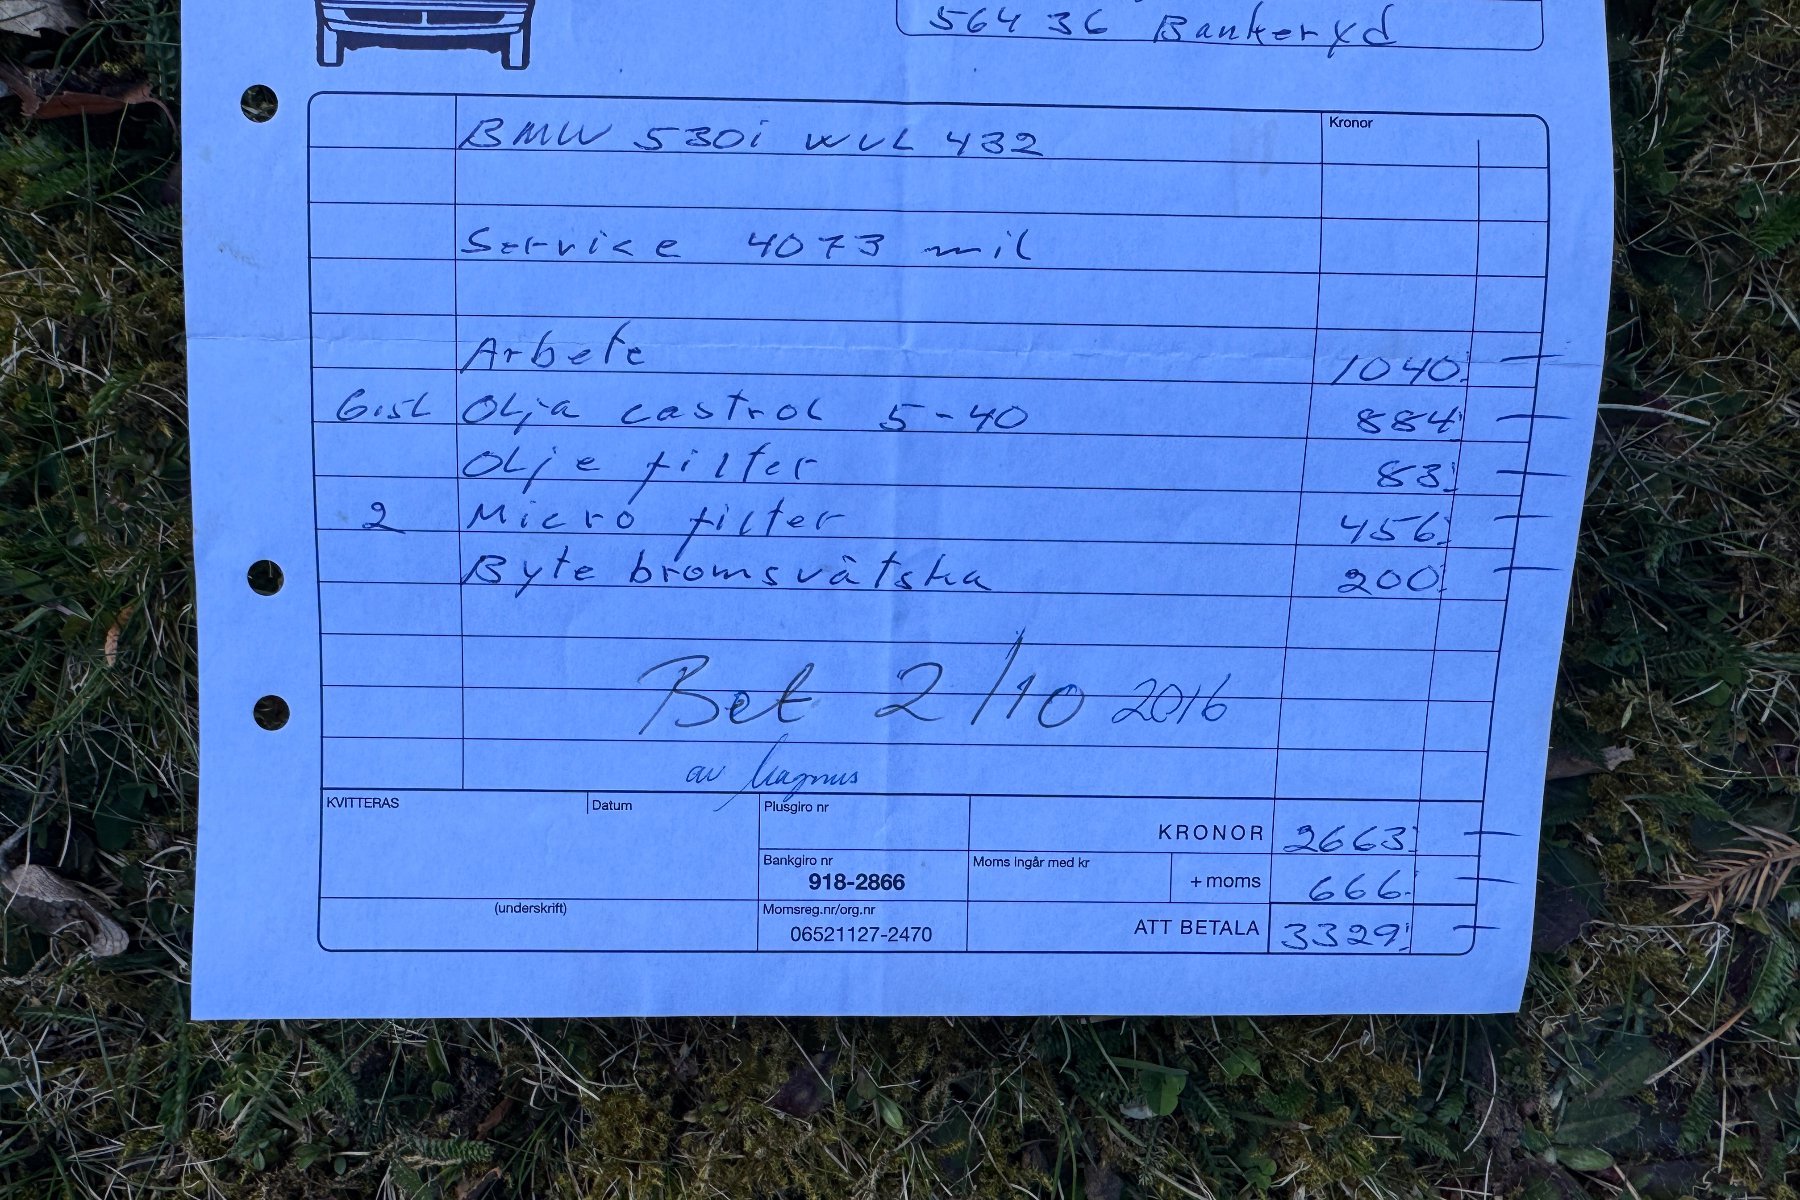 564 36 Bankeryd
Kronor
BMW 530i WUL 432
Service 4073 mil
Arbete 1040:-
6.5L Olja castrol 5-40 884:-
Olje filter 83:-
2 Micro filter 456:-
Byte bromsvätska 200:-
Bet 2/10 2016
av Magnus
KVITTERAS
Datum
Plusgiro nr
KRONOR 2663:-
Bankgiro nr
918-2866
Moms ingår med kr
+ moms 666:-
(underskrift)
Momsreg.nr/org.nr
06521127-2470
ATT BETALA 3329:-